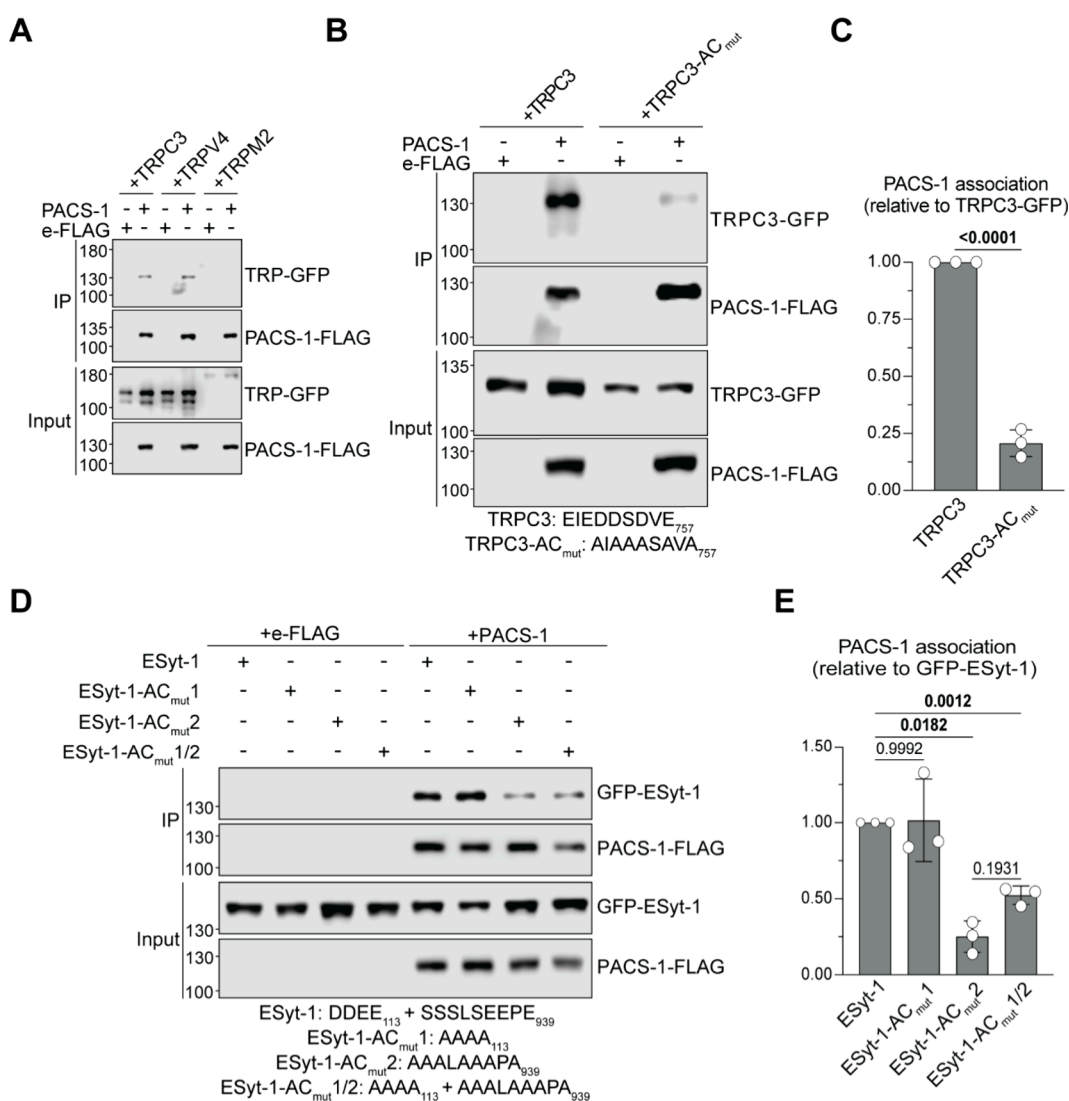 A
+TRPC3 +TRPV4 +TRPM2
PACS-1 - + - + - +
e-FLAG + - + - + -
IP
180
130
100
TRP-GFP
135
100
PACS-1-FLAG
Input
180
100
TRP-GFP
130
100
PACS-1-FLAG
B
+TRPC3 +TRPC3-ACmut
PACS-1 - + - +
e-FLAG + - + -
IP
130
100
TRPC3-GFP
130
100
PACS-1-FLAG
Input
135
100
TRPC3-GFP
130
100
PACS-1-FLAG
TRPC3: EIEDDSDVE757
TRPC3-ACmut: AIAAASAVA757
C
PACS-1 association
(relative to TRPC3-GFP)
<0.0001
1.00
0.75
0.50
0.25
0.00
TRPC3
TRPC3-ACmut
D
+e-FLAG +PACS-1
ESyt-1 + - - - + - - -
ESyt-1-ACmut1 - + - - - + - -
ESyt-1-ACmut2 - - + - - - + -
ESyt-1-ACmut1/2 - - - + - - - +
IP
130
GFP-ESyt-1
130
100
PACS-1-FLAG
Input
130
GFP-ESyt-1
130
100
PACS-1-FLAG
ESyt-1: DDEE113 + SSSLSEEPE939
ESyt-1-ACmut1: AAAA113
ESyt-1-ACmut2: AAALAAAPA939
ESyt-1-ACmut1/2: AAAA113 + AAALAAAPA939
E
PACS-1 association
(relative to GFP-ESyt-1)
0.0012
0.0182
0.9992
0.1931
1.50
1.00
0.50
0.00
ESyt-1
ESyt-1-ACmut1
ESyt-1-ACmut2
ESyt-1-ACmut1/2